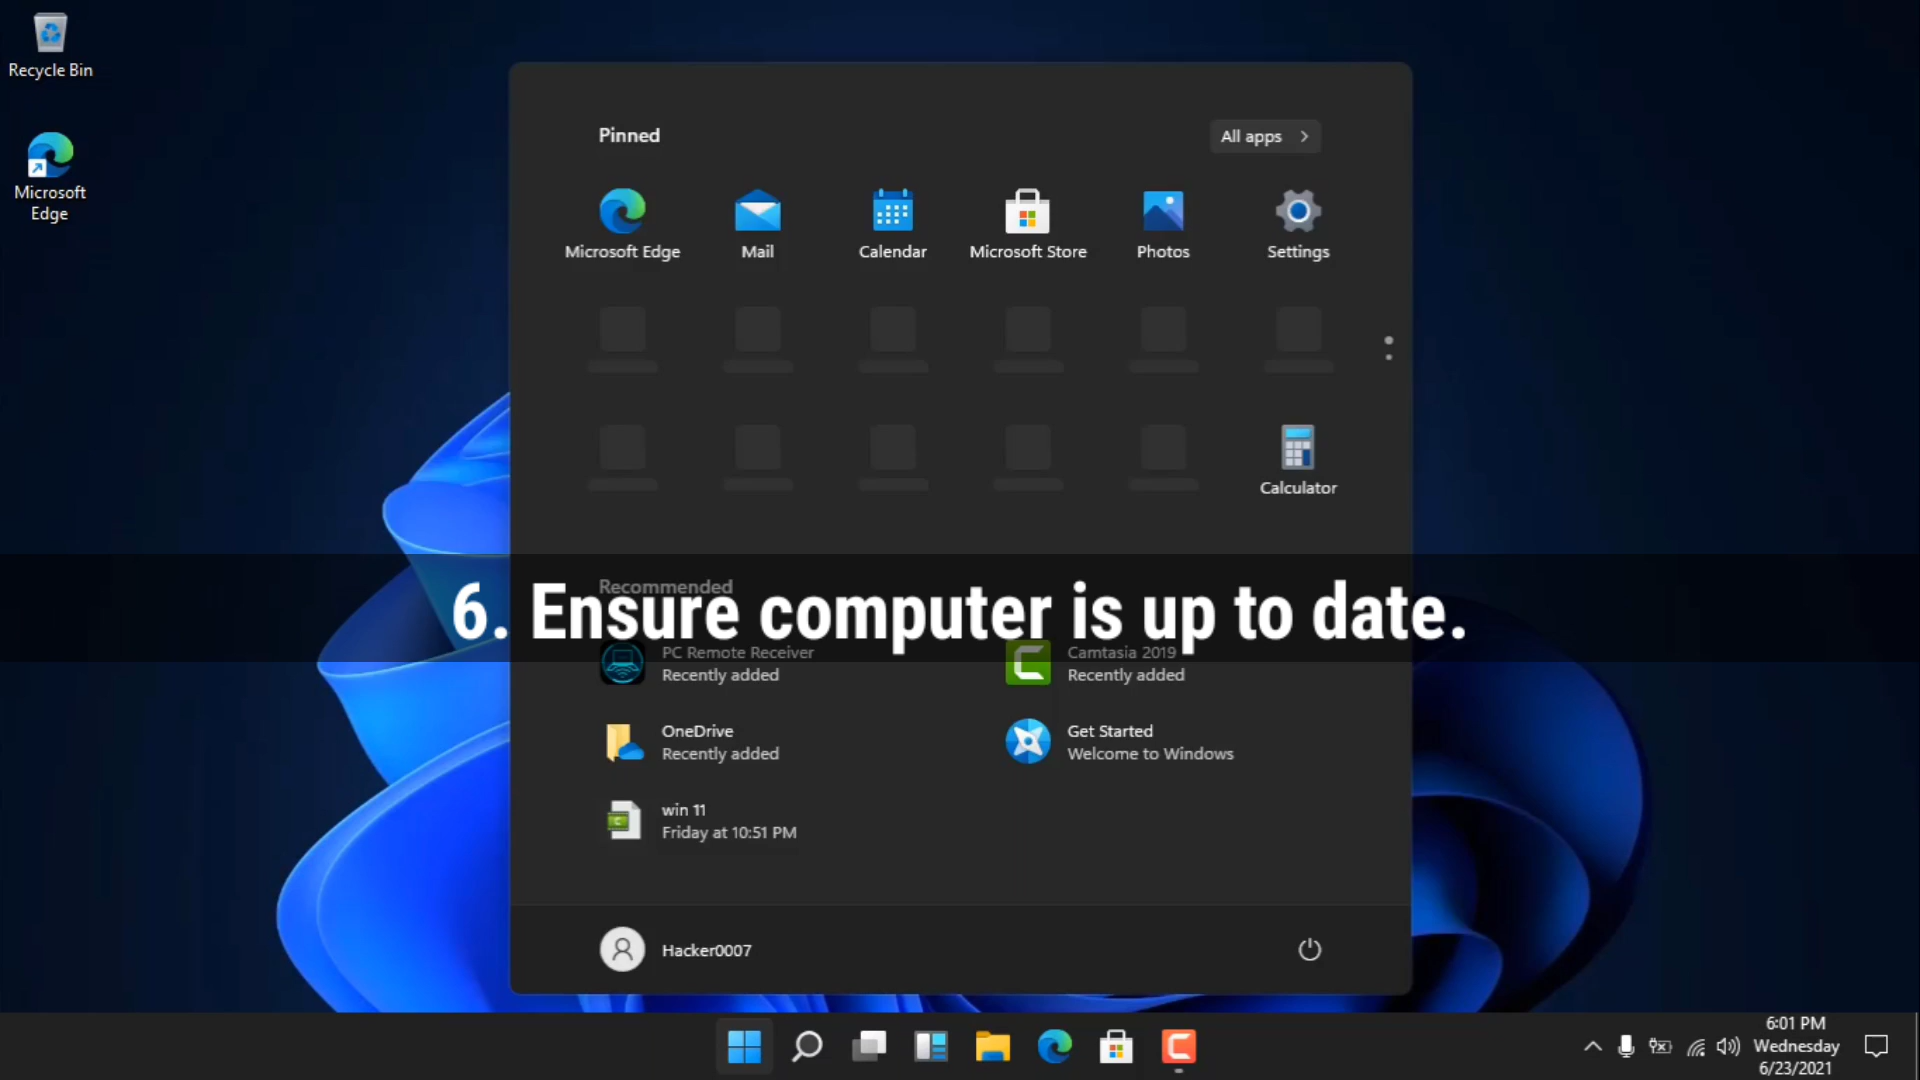 Recycle Bin
Microsoft
Edge
Pinned
All apps
Microsoft Edge
Mail
Calendar
Microsoft Store
Photos
Settings
Calculator
Recommended
6. Ensure computer is up to date.
PC Remote Receiver
Recently added
Camtasia 2019
Recently added
OneDrive
Recently added
Get Started
Welcome to Windows
win 11
Friday at 10:51 PM
Hacker0007
6:01 PM
Wednesday
6/23/2021